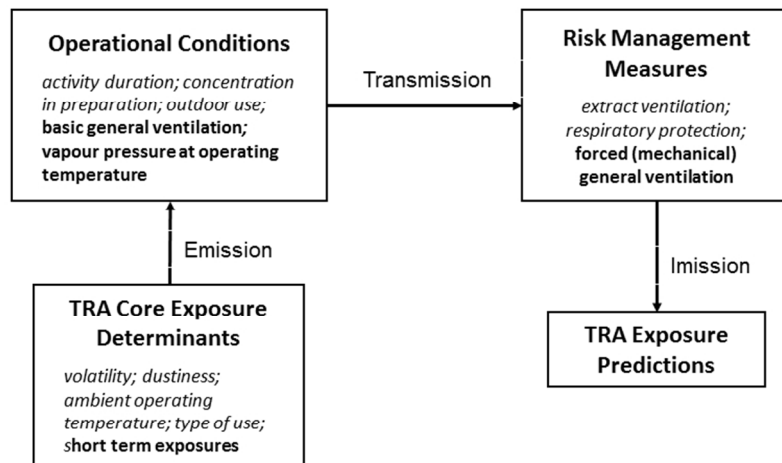 Operational Conditions
activity duration; concentration
in preparation; outdoor use;
basic general ventilation;
vapour pressure at operating
temperature
Transmission
Risk Management
Measures
extract ventilation;
respiratory protection;
forced (mechanical)
general ventilation
Emission
Imission
TRA Core Exposure
Determinants
volatility; dustiness;
ambient operating
temperature; type of use;
short term exposures
TRA Exposure
Predictions